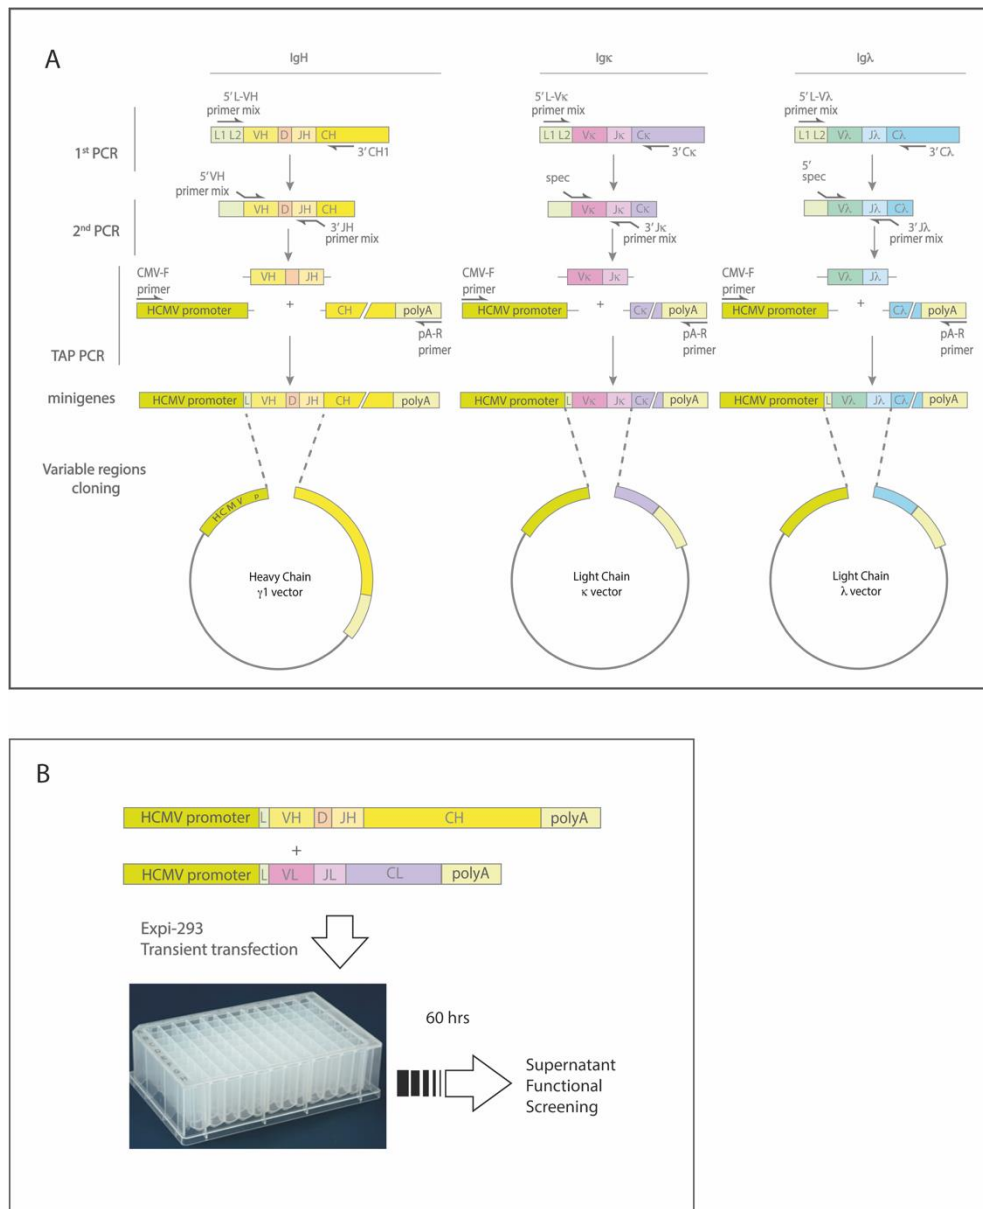 A
IgH
Igκ
Igλ
5' L-VH
primer mix
5' L-Vκ
primer mix
5' L-Vλ
primer mix
1st PCR
L1 L2 VH D JH CH
L1 L2 Vκ Jκ Cκ
L1 L2 Vλ Jλ Cλ
3' CH1
3' Cκ
3' Cλ
5' VH
primer mix
spec
5'
spec
2nd PCR
VH D JH CH
Vκ Jκ Cκ
Vλ Jλ Cλ
3' JH
primer mix
3' Jκ
primer mix
3' Jλ
primer mix
VH JH
Vκ Jκ
Vλ Jλ
CMV-F
primer
CMV-F
primer
CMV-F
primer
+
+
+
HCMV promoter CH polyA
HCMV promoter Cκ polyA
HCMV promoter Cλ polyA
pA-R
primer
pA-R
primer
pA-R
primer
TAP PCR
minigenes
HCMV promoter L VH D JH CH polyA
HCMV promoter L Vκ Jκ Cκ polyA
HCMV promoter L Vλ Jλ Cλ polyA
Variable regions
cloning
HCMV P
Heavy Chain
γ1 vector
Light Chain
κ vector
Light Chain
λ vector
B
HCMV promoter L VH D JH CH polyA
+
HCMV promoter L VL JL CL polyA
Expi-293
Transient transfection
60 hrs
Supernatant
Functional
Screening